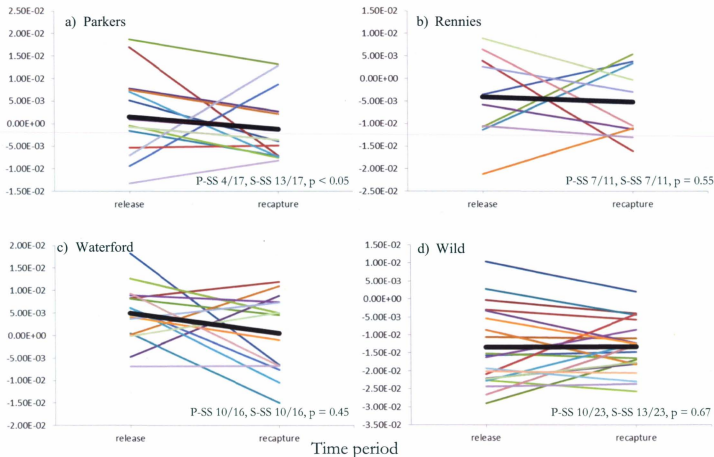 a) Parkers
2.50E-02
2.00E-02
1.50E-02
1.00E-02
5.00E-03
0.00E+00
-5.00E-03
-1.00E-02
-1.50E-02
release
recapture
P-SS 4/17, S-SS 13/17, p < 0.05
b) Rennies
1.50E-02
1.00E-02
5.00E-03
0.00E+00
-5.00E-03
-1.00E-02
-1.50E-02
-2.00E-02
-2.50E-02
release
recapture
P-SS 7/11, S-SS 7/11, p = 0.55
c) Waterford
2.00E-02
1.50E-02
1.00E-02
5.00E-03
0.00E+00
-5.00E-03
-1.00E-02
-1.50E-02
-2.00E-02
release
recapture
P-SS 10/16, S-SS 10/16, p = 0.45
d) Wild
1.50E-02
1.00E-02
5.00E-03
0.00E+00
-5.00E-03
-1.00E-02
-1.50E-02
-2.00E-02
-2.50E-02
-3.00E-02
-3.50E-02
release
recapture
P-SS 10/23, S-SS 13/23, p = 0.67
Time period